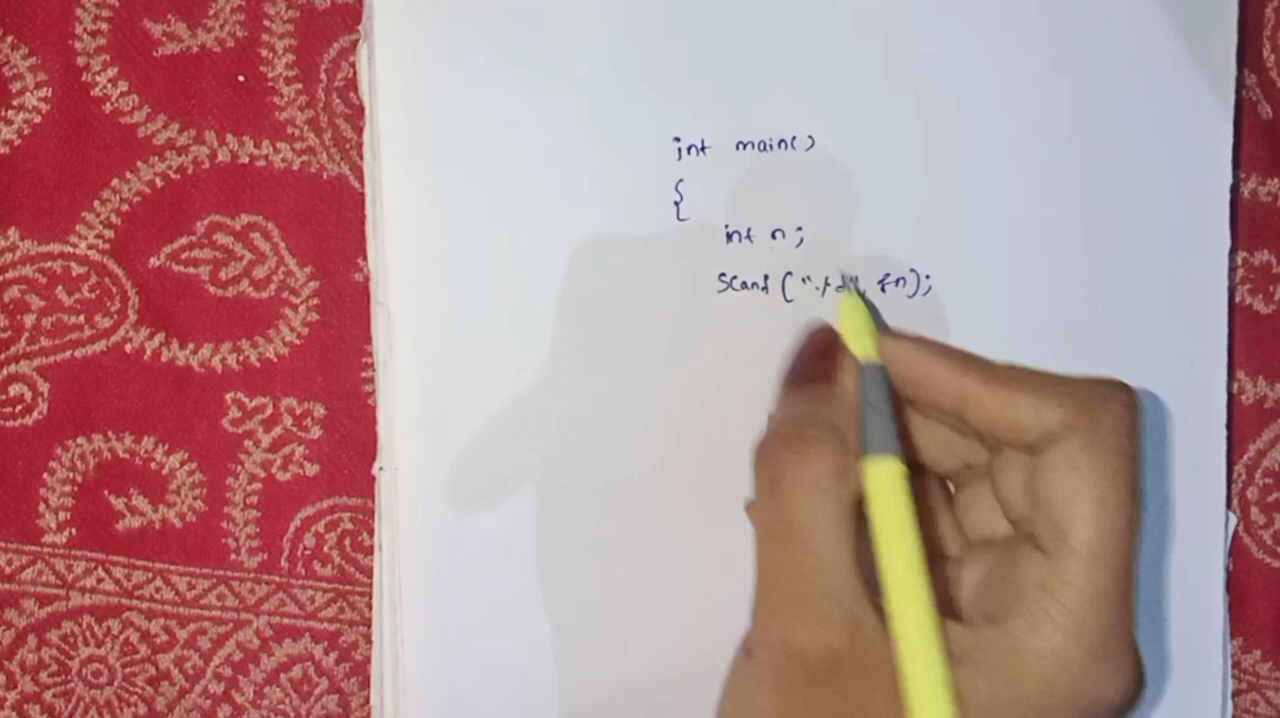 int main()
{
int n;
scanf("%d", &n);